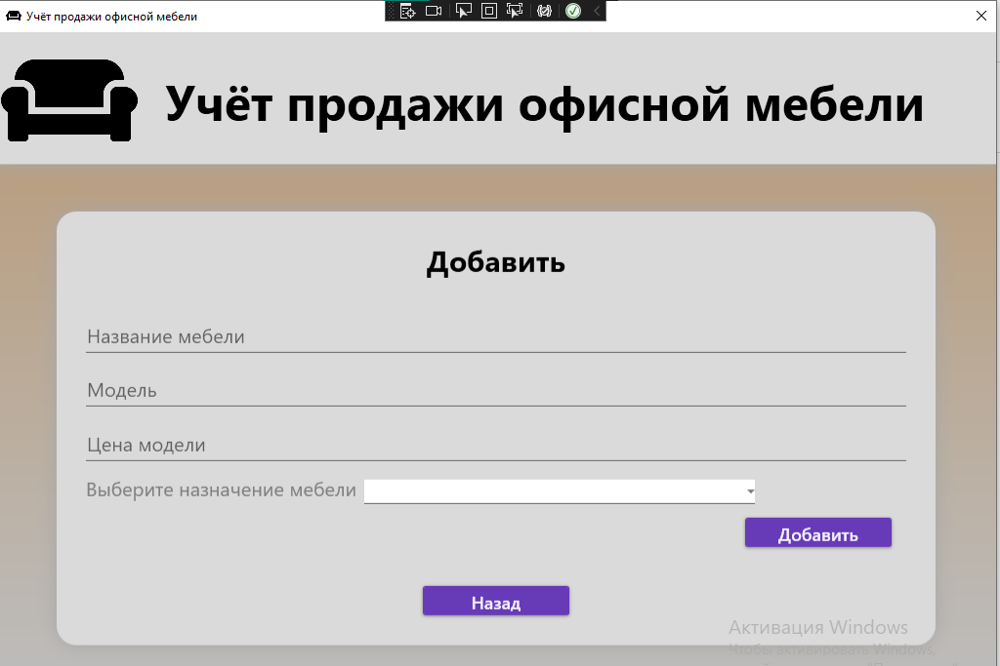 Учёт продажи офисной мебели
Учёт продажи офисной мебели
Добавить
Название мебели
Модель
Цена модели
Выберите назначение мебели
Добавить
Назад
Активация Windows
Чтобы активировать Windows,